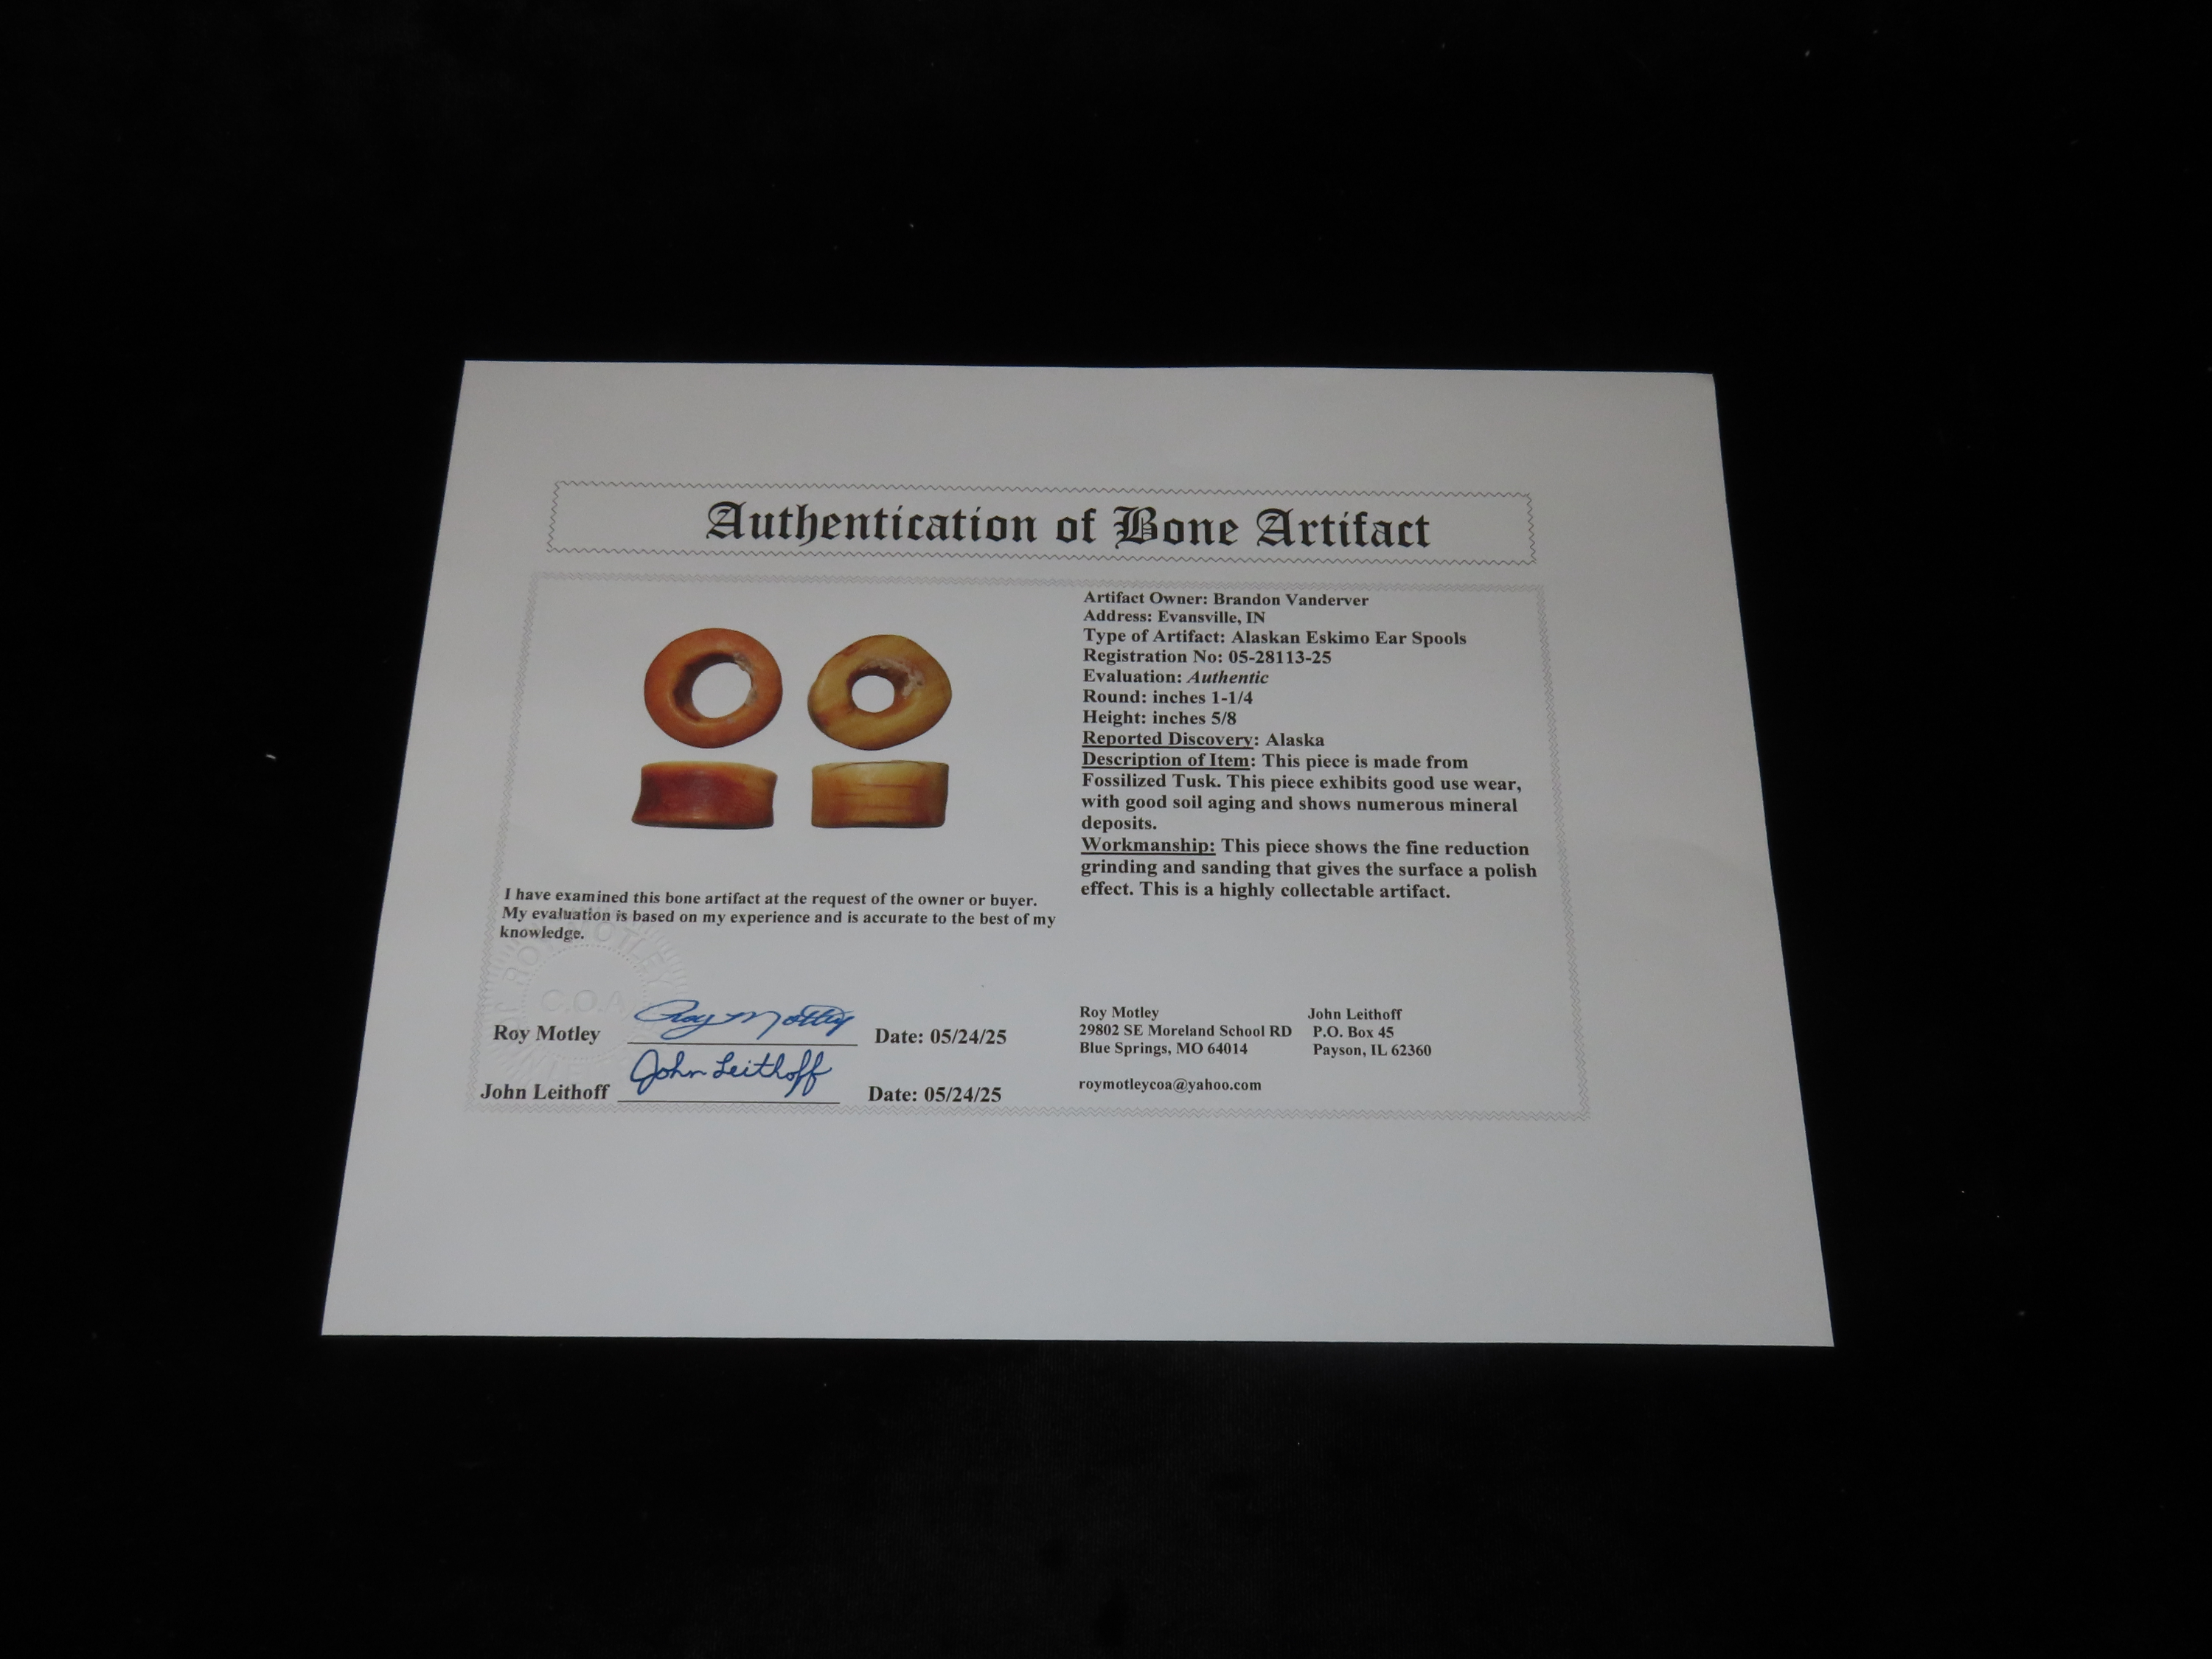 Authentication of Bone Artifact
Artifact Owner: Brandon Vanderver
Address: Evansville, IN
Type of Artifact: Alaskan Eskimo Ear Spools
Registration No: 05-28113-25
Evaluation: Authentic
Round: inches 1-1/4
Height: inches 5/8
Reported Discovery: Alaska
Description of Item: This piece is made from
Fossilized Tusk. This piece exhibits good use wear,
with good soil aging and shows numerous mineral
deposits.
Workmanship: This piece shows the fine reduction
grinding and sanding that gives the surface a polish
effect. This is a highly collectable artifact.
I have examined this bone artifact at the request of the owner or buyer.
My evaluation is based on my experience and is accurate to the best of my
knowledge.
ROY MOTLEY
C.O.A
Roy Motley Roy Motley Date: 05/24/25
John Leithoff John Leithoff Date: 05/24/25
Roy Motley
29802 SE Moreland School RD
Blue Springs, MO 64014
roymotleycoa@yahoo.com
John Leithoff
P.O. Box 45
Payson, IL 62360